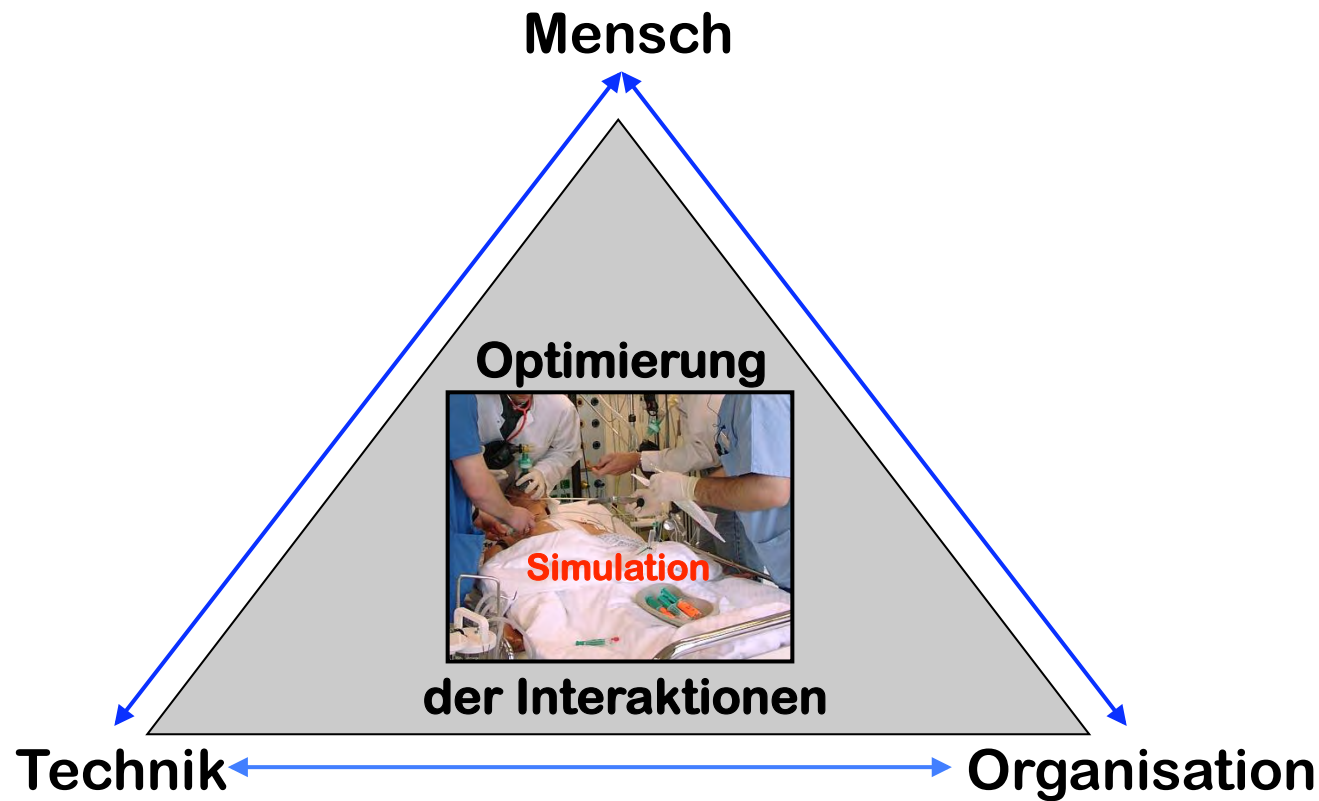 Mensch
Optimierung
Simulation
der Interaktionen
Technik
Organisation